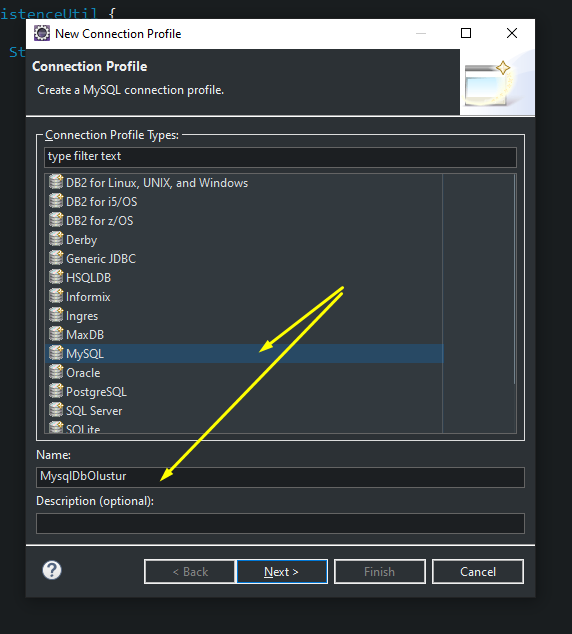 istenceUtil {
St
New Connection Profile
Connection Profile
Create a MySQL connection profile.
Connection Profile Types:
type filter text
DB2 for Linux, UNIX, and Windows
DB2 for i5/OS
DB2 for z/OS
Derby
Generic JDBC
HSQLDB
Informix
Ingres
MaxDB
MySQL
Oracle
PostgreSQL
SQL Server
SQLite
Name:
MysqlDbOlustur
Description (optional):
?
< Back Next > Finish Cancel